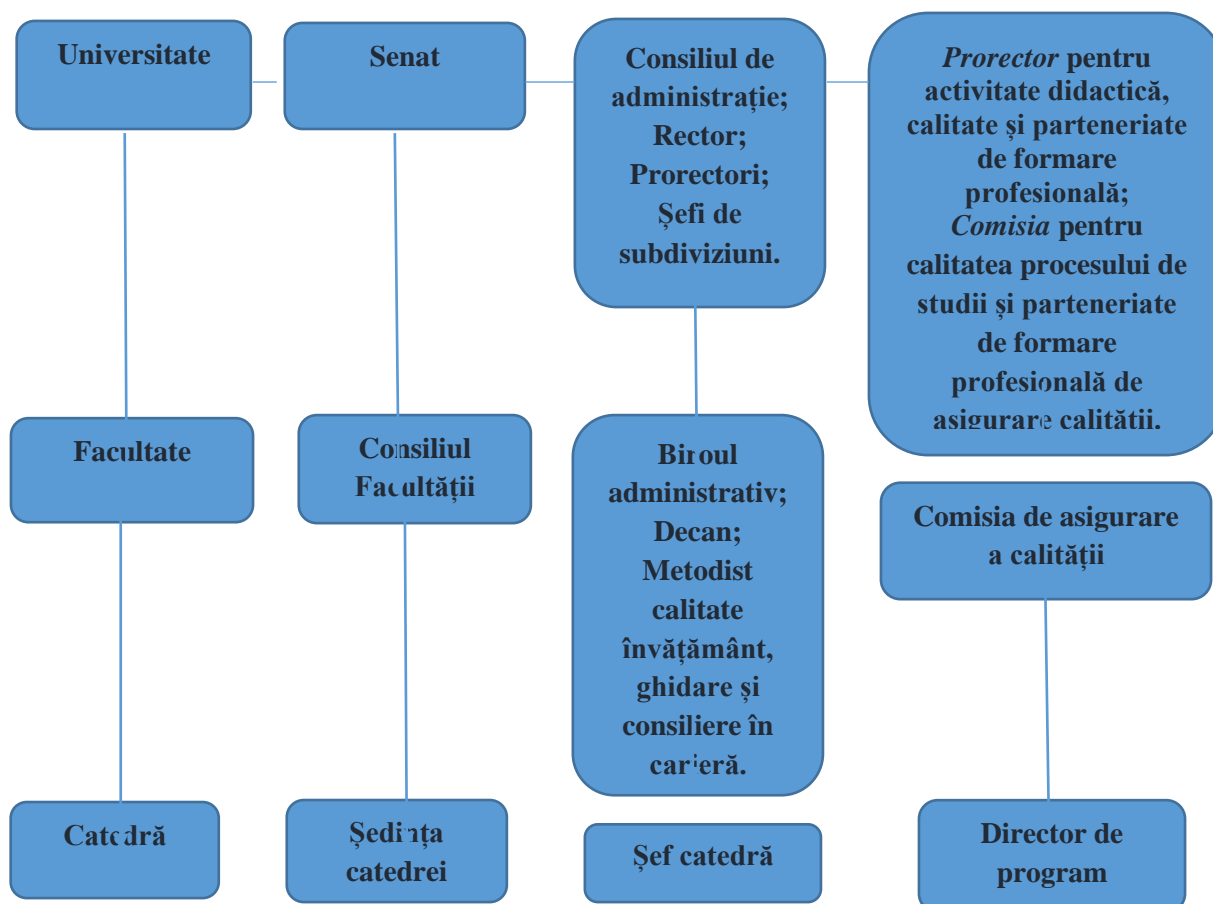 Universitate
Senat
Consiliul de
administrație;
Rector;
Prorectori;
Șefi de
subdiviziuni.
Prorector pentru
activitate didactică,
calitate și parteneriate
de formare
profesională;
Comisia pentru
calitatea procesului de
studii și parteneriate
de formare
profesională de
asigurare calității.
Facultate
Consiliul
Facultății
Biroul
administrativ;
Decan;
Metodist
calitate
învățământ,
ghidare și
consiliere în
carieră.
Comisia de asigurare
a calității
Catedră
Ședința
catedrei
Șef catedră
Director de
program